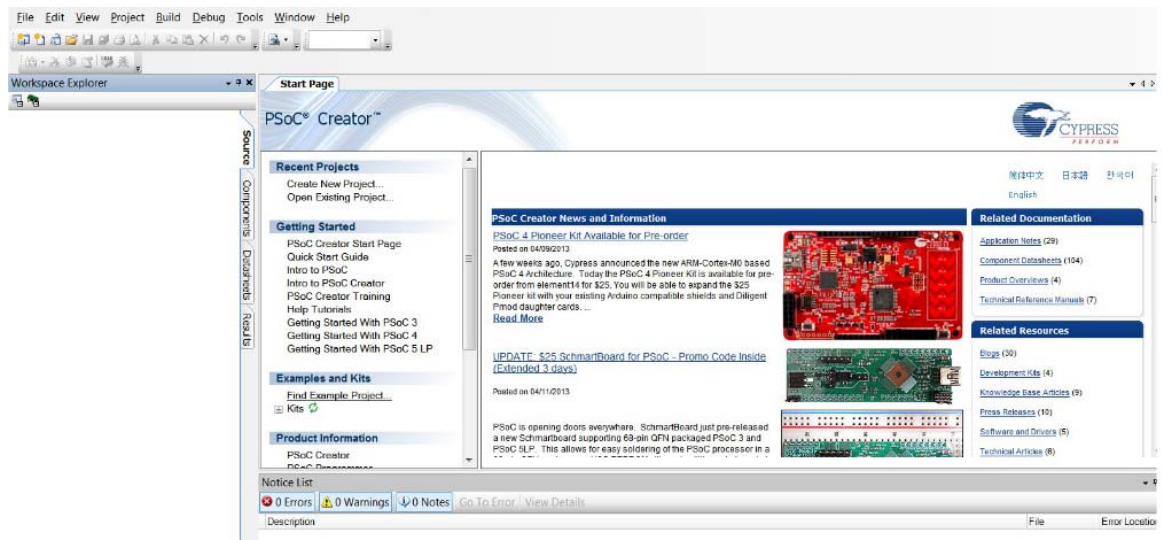 File Edit View Project Build Debug Tools Window Help
Workspace Explorer
Start Page
PSoC® Creator™
CYPRESS
PERFORM
Source
Components
Datasheets
Results
Recent Projects
Create New Project...
Open Existing Project...
Getting Started
PSoC Creator Start Page
Quick Start Guide
Intro to PSoC
Intro to PSoC Creator
PSoC Creator Training
Help Tutorials
Getting Started With PSoC 3
Getting Started With PSoC 4
Getting Started With PSoC 5 LP
Examples and Kits
Find Example Project...
Kits
Product Information
PSoC Creator
PSoC Programmer
简体中文 日本語 한국어
English
PSoC Creator News and Information
PSoC 4 Pioneer Kit Available for Pre-order
Posted on 04/09/2013
A few weeks ago, Cypress announced the new ARM-Cortex-M0 based
PSoC 4 Architecture. Today the PSoC 4 Pioneer Kit is available for pre-
order from element14 for $25. You will be able to expand the $25
Pioneer kit with your existing Arduino compatible shields and Diligent
Pmod daughter cards. ...
Read More
UPDATE: $25 SchmartBoard for PSoC - Promo Code Inside
(Extended 3 days)
Posted on 04/11/2013
PSoC is opening doors everywhere. SchmartBoard just pre-released
a new Schmartboard supporting 68-pin QFN packaged PSoC 3 and
PSoC 5LP. This allows for easy soldering of the PSoC processor in a
Related Documentation
Application Notes (29)
Component Datasheets (104)
Product Overviews (4)
Technical Reference Manuals (7)
Related Resources
Blogs (30)
Development Kits (4)
Knowledge Base Articles (9)
Press Releases (10)
Software and Drivers (5)
Technical Articles (6)
Notice List
0 Errors 0 Warnings 0 Notes Go To Error View Details
Description File Error Location